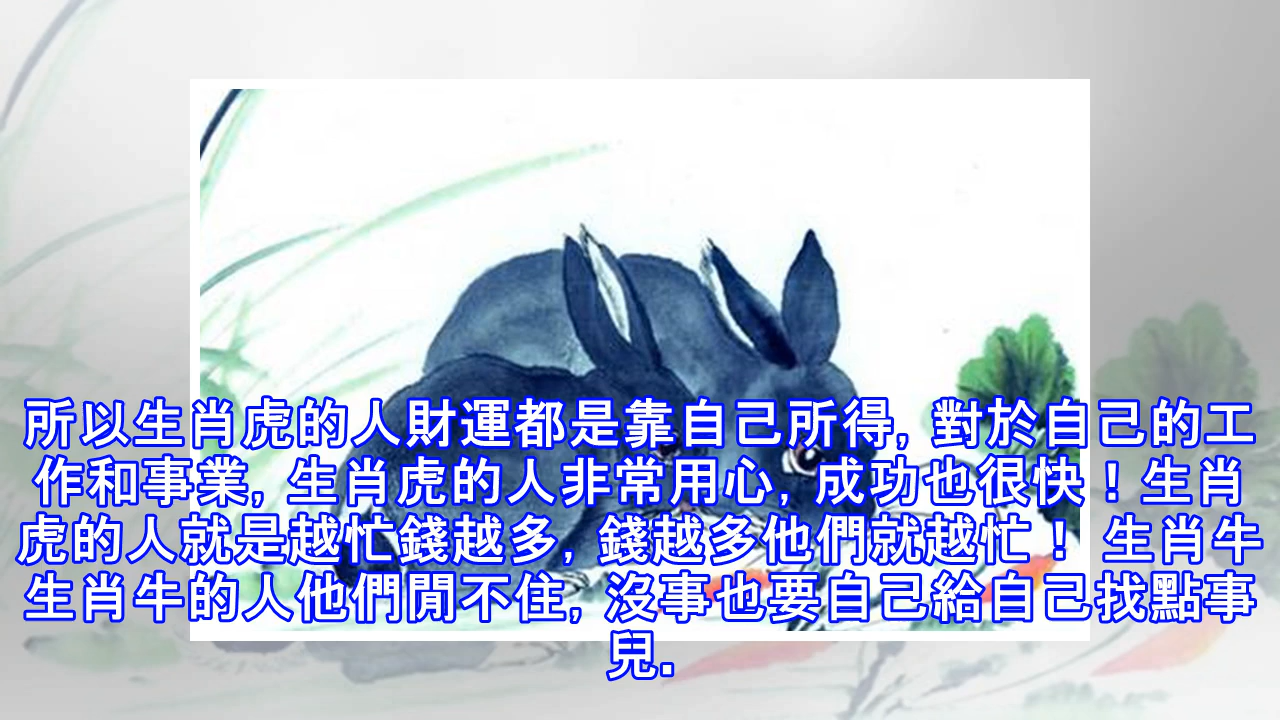 所以生肖虎的人財運都是靠自己所得, 對於自己的工
作和事業, 生肖虎的人非常用心, 成功也很快！生肖
虎的人就是越忙錢越多, 錢越多他們就越忙！ 生肖牛
生肖牛的人他們閒不住, 沒事也要自己給自己找點事
兒.